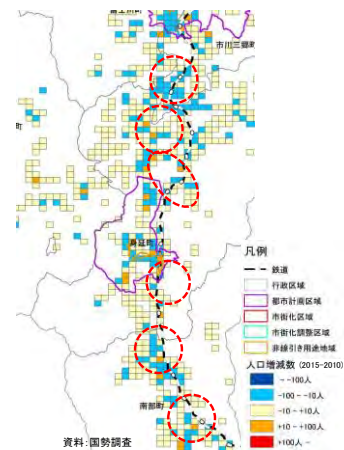 富士川町
市川三郷町
町
身延町
南部町
凡例
鉄道
行政区域
都市計画区域
市街化区域
市街化調整区域
非線引き用途地域
人口増減数 (2015-2010)
- -100人
-100 - -10人
-10 - +10人
+10 - +100人
+100人 -
資料:国勢調査